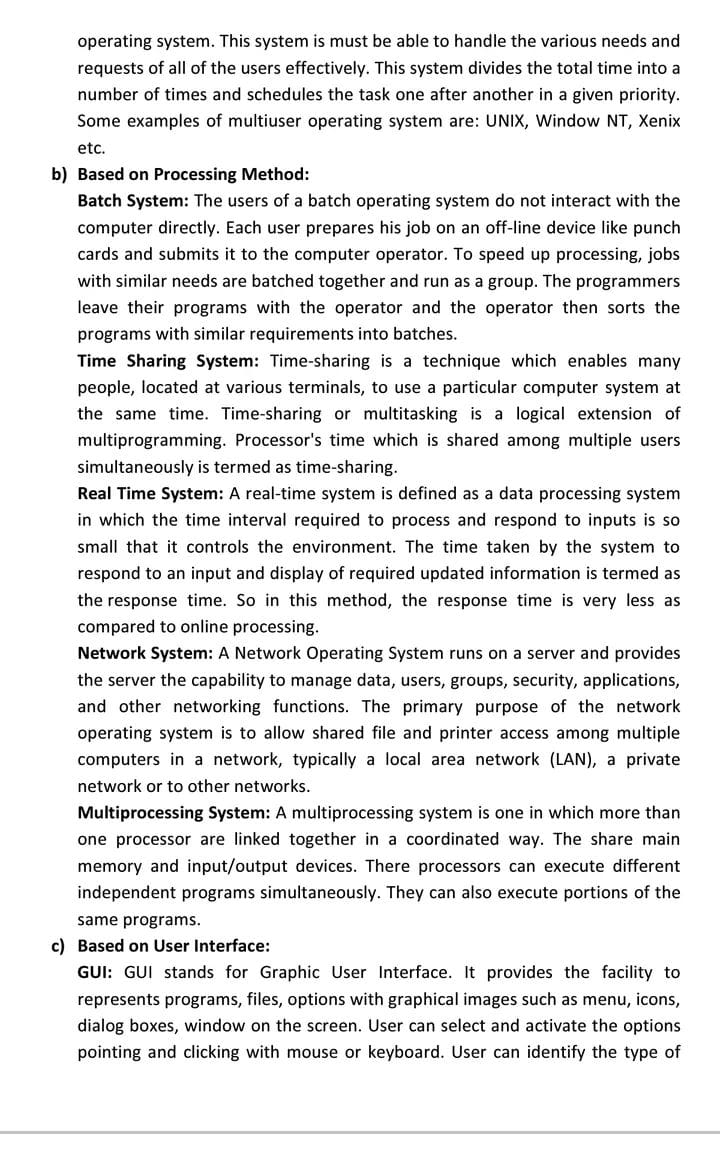 operating system. This system is must be able to handle the various needs and
requests of all of the users effectively. This system divides the total time into a
number of times and schedules the task one after another in a given priority.
Some examples of multiuser operating system are: UNIX, Window NT, Xenix
etc.
b) Based on Processing Method:
Batch System: The users of a batch operating system do not interact with the
computer directly. Each user prepares his job on an off-line device like punch
cards and submits it to the computer operator. To speed up processing, jobs
with similar needs are batched together and run as a group. The programmers
leave their programs with the operator and the operator then sorts the
programs with similar requirements into batches.
Time Sharing System: Time-sharing is a technique which enables many
people, located at various terminals, to use a particular computer system at
the same time. Time-sharing or multitasking is a logical extension of
multiprogramming. Processor's time which is shared among multiple users
simultaneously is termed as time-sharing.
Real Time System: A real-time system is defined as a data processing system
in which the time interval required to process and respond to inputs is so
small that it controls the environment. The time taken by the system to
respond to an input and display of required updated information is termed as
the response time. So in this method, the response time is very less as
compared to online processing.
Network System: A Network Operating System runs on a server and provides
the server the capability to manage data, users, groups, security, applications,
and other networking functions. The primary purpose of the network
operating system is to allow shared file and printer access among multiple
computers in a network, typically a local area network (LAN), a private
network or to other networks.
Multiprocessing System: A multiprocessing system is one in which more than
one processor are linked together in a coordinated way. The share main
memory and input/output devices. There processors can execute different
independent programs simultaneously. They can also execute portions of the
same programs.
c) Based on User Interface:
GUI: GUI stands for Graphic User Interface. It provides the facility to
represents programs, files, options with graphical images such as menu, icons,
dialog boxes, window on the screen. User can select and activate the options
pointing and clicking with mouse or keyboard. User can identify the type of